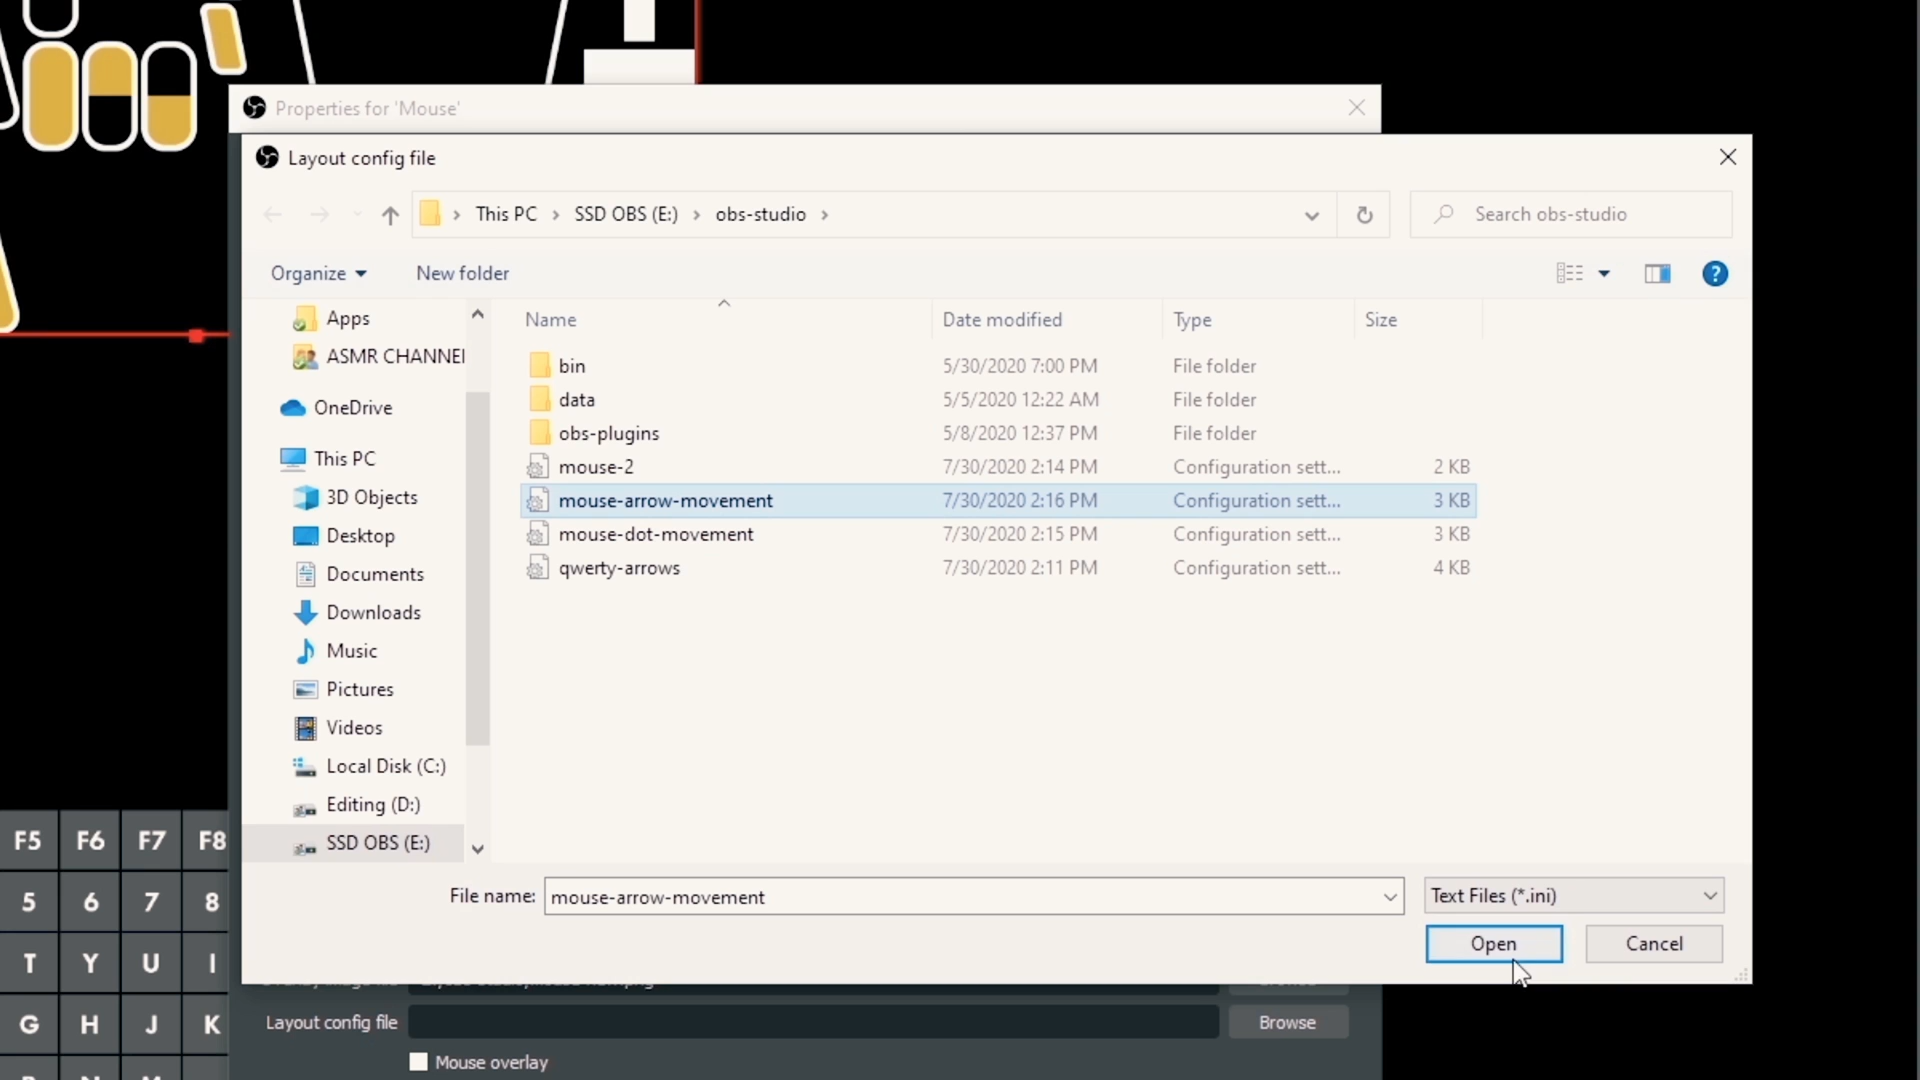 Properties for 'Mouse'
Layout config file
This PC
SSD OBS (E:)
obs-studio
Search obs-studio
Organize
New folder
?
Name
Date modified
Type
Size
Apps
ASMR CHANNEL
OneDrive
This PC
3D Objects
Desktop
Documents
Downloads
Music
Pictures
Videos
Local Disk (C:)
Editing (D:)
SSD OBS (E:)
bin 5/30/2020 7:00 PM File folder
data 5/5/2020 12:22 AM File folder
obs-plugins 5/8/2020 12:37 PM File folder
mouse-2 7/30/2020 2:14 PM Configuration sett... 2 KB
mouse-arrow-movement 7/30/2020 2:16 PM Configuration sett... 3 KB
mouse-dot-movement 7/30/2020 2:15 PM Configuration sett... 3 KB
qwerty-arrows 7/30/2020 2:11 PM Configuration sett... 4 KB
File name: mouse-arrow-movement
Text Files (*.ini)
Open
Cancel
Layout config file
Browse
Mouse overlay
F5 F6 F7 F8
5 6 7 8
T Y U I
G H J K